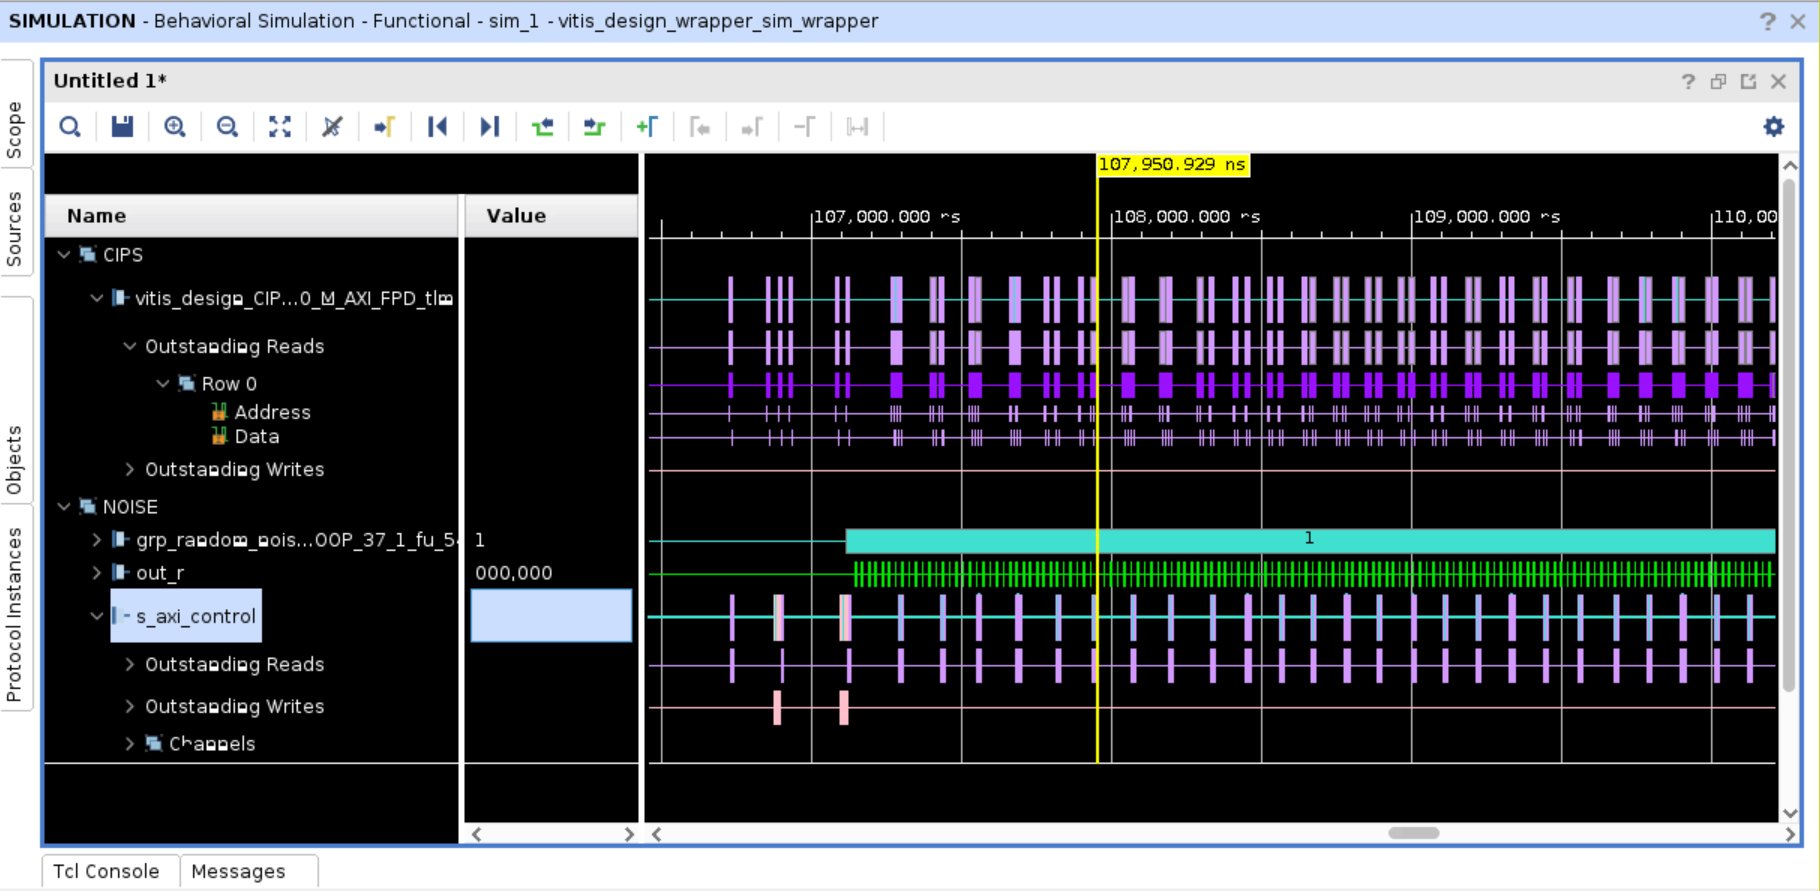 SIMULATION - Behavioral Simulation - Functional - sim_1 - vitis_design_wrapper_sim_wrapper
Untitled 1*
Scope
Sources
Objects
Protocol Instances
107,950.929 ns
Name
Value
107,000.000 ns
108,000.000 ns
109,000.000 ns
110,00
CIPS
vitis_design_CIP...0_M_AXI_FPD_tlm
Outstanding Reads
Row 0
Address
Data
Outstanding Writes
NOISE
grp_random_nois...OOP_37_1_fu_54
1
1
out_r
000,000
s_axi_control
Outstanding Reads
Outstanding Writes
Channels
Tcl Console
Messages